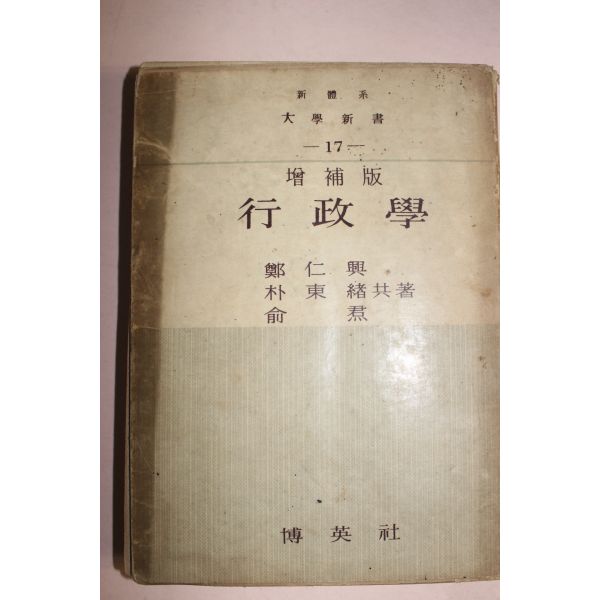 新體系
大學新書
—17—
增補版
行政學
鄭仁興
朴東緖共著
俞焄
博英社